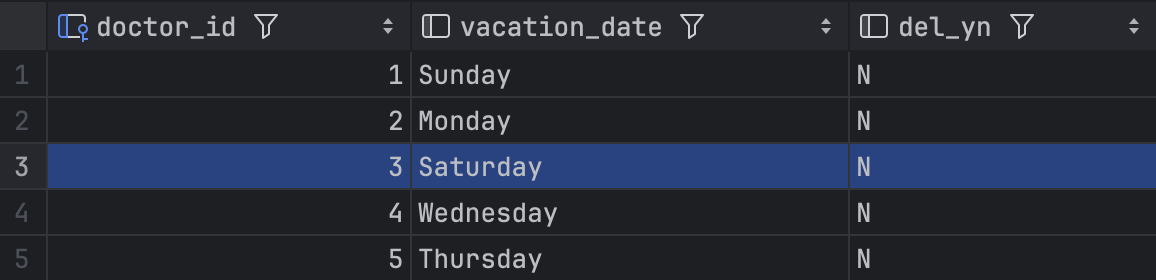 doctor_id vacation_date del_yn
1 1 Sunday N
2 2 Monday N
3 3 Saturday N
4 4 Wednesday N
5 5 Thursday N